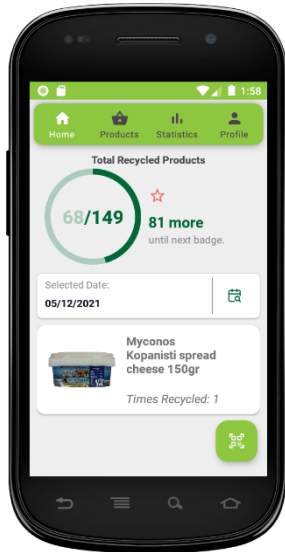 1:58
Home Products Statistics Profile
Total Recycled Products
68/149
81 more
until next badge.
Selected Date:
05/12/2021
Myconos
Kopanisti spread
cheese 150gr
Times Recycled: 1